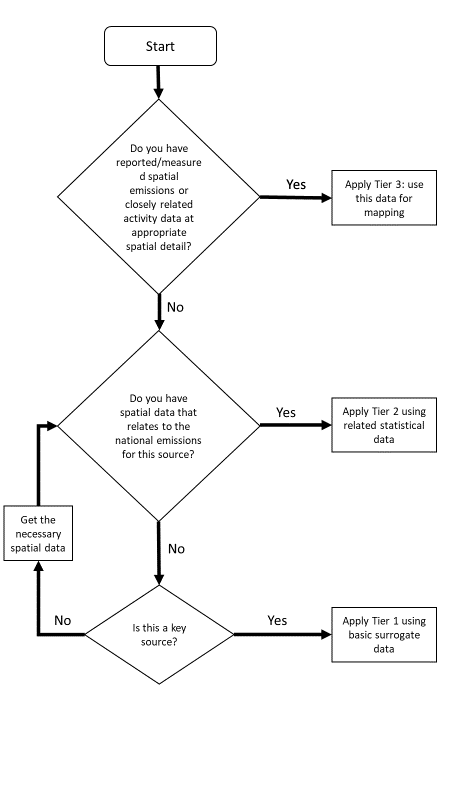 Start
Do you have
reported/measure
d spatial
emissions or
closely related
activity data at
appropriate
spatial detail?
Yes
Apply Tier 3: use
this data for
mapping
No
Do you have
spatial data that
relates to the
national emissions
for this source?
Yes
Apply Tier 2 using
related statistical
data
Get the
necessary
spatial data
No
No
Is this a key
source?
Yes
Apply Tier 1 using
basic surrogate
data